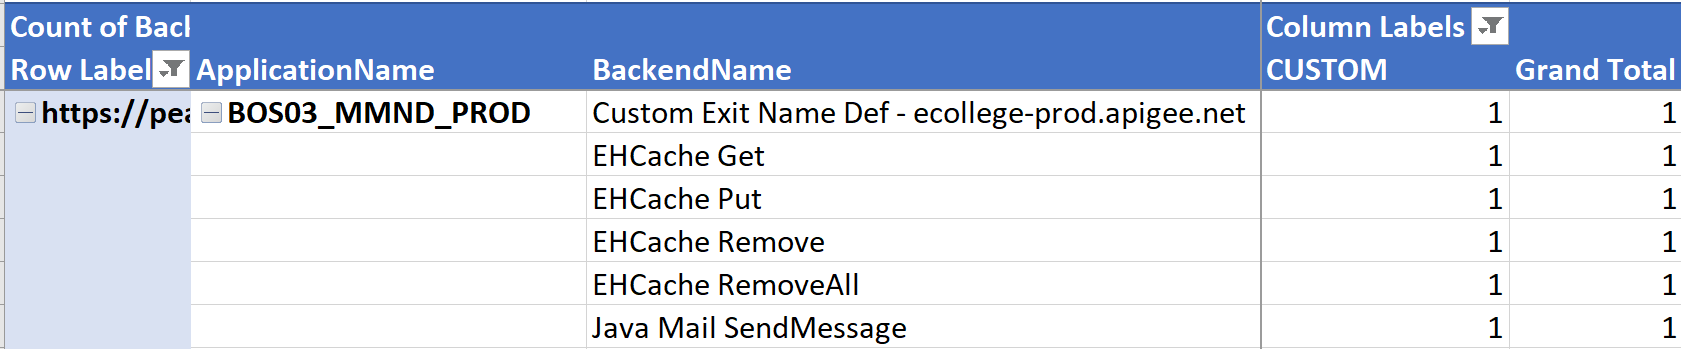 Count of Back Column Labels
Row Label ApplicationName BackendName CUSTOM Grand Total
https://pea BOS03_MMND_PROD Custom Exit Name Def - ecollege-prod.apigee.net 1 1
EHCache Get 1 1
EHCache Put 1 1
EHCache Remove 1 1
EHCache RemoveAll 1 1
Java Mail SendMessage 1 1